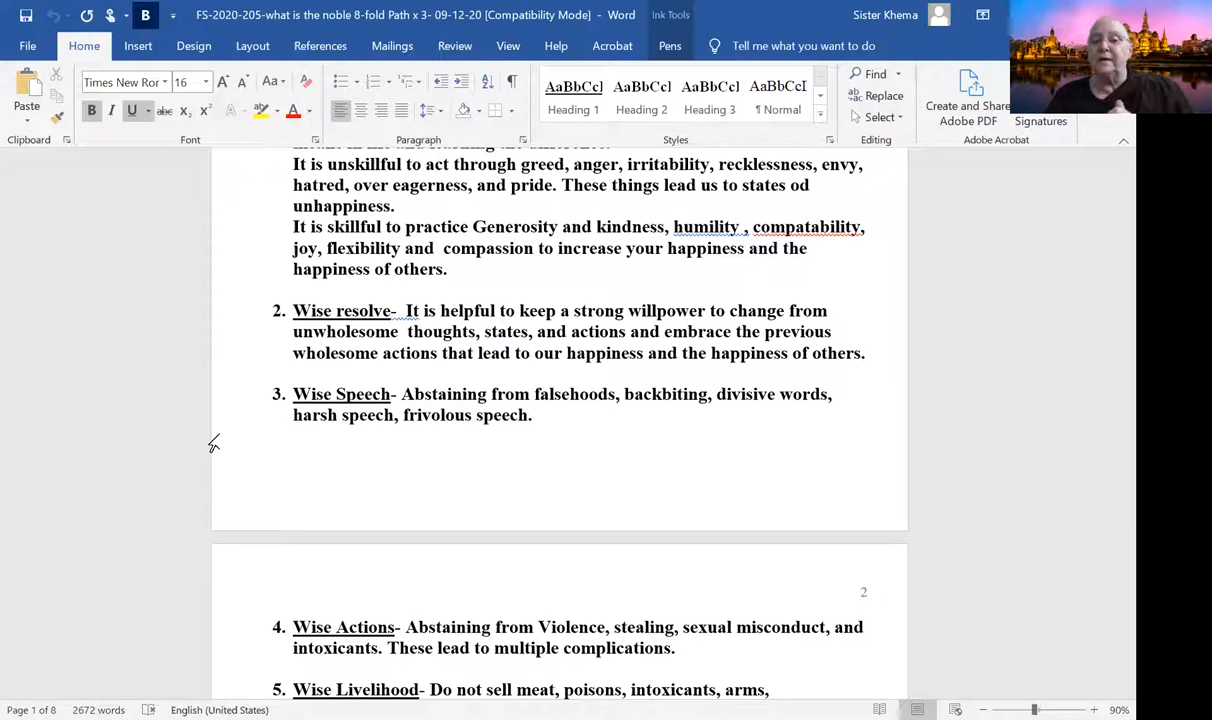 FS-2020-205-what is the noble 8-fold Path x 3- 09-12-20 [Compatibility Mode] - Word
Ink Tools
Sister Khema
File Home Insert Design Layout References Mailings Review View Help Acrobat Pens Tell me what you want to do
Paste
Clipboard
Times New Ror 16
Font
Paragraph
AaBbCcI AaBbCcI AaBbCcI AaBbCcI
Heading 1 Heading 2 Heading 3 ¶ Normal
Styles
Find
Replace
Select
Editing
Create and Share
Adobe PDF
Signatures
Adobe Acrobat
It is unskillful to act through greed, anger, irritability, recklessness, envy,
hatred, over eagerness, and pride. These things lead us to states od
unhappiness.
It is skillful to practice Generosity and kindness, humility , compatability,
joy, flexibility and compassion to increase your happiness and the
happiness of others.
2. Wise resolve- It is helpful to keep a strong willpower to change from
unwholesome thoughts, states, and actions and embrace the previous
wholesome actions that lead to our happiness and the happiness of others.
3. Wise Speech- Abstaining from falsehoods, backbiting, divisive words,
harsh speech, frivolous speech.
2
4. Wise Actions- Abstaining from Violence, stealing, sexual misconduct, and
intoxicants. These lead to multiple complications.
5. Wise Livelihood- Do not sell meat, poisons, intoxicants, arms,
Page 1 of 8 2672 words English (United States) 90%